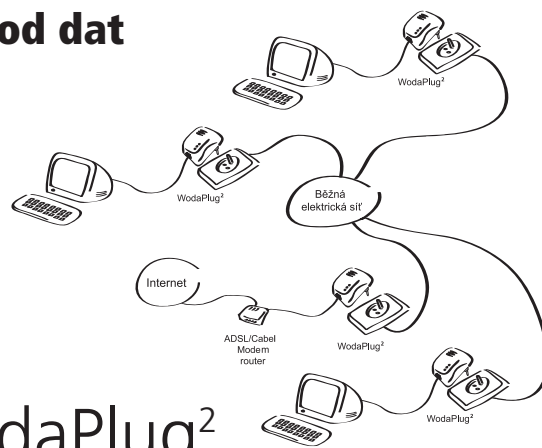 od dat
WodaPlug²
WodaPlug²
Běžná
elektrická síť
Internet
ADSL/Cabel
Modem
router
WodaPlug²
WodaPlug²
daPlug²